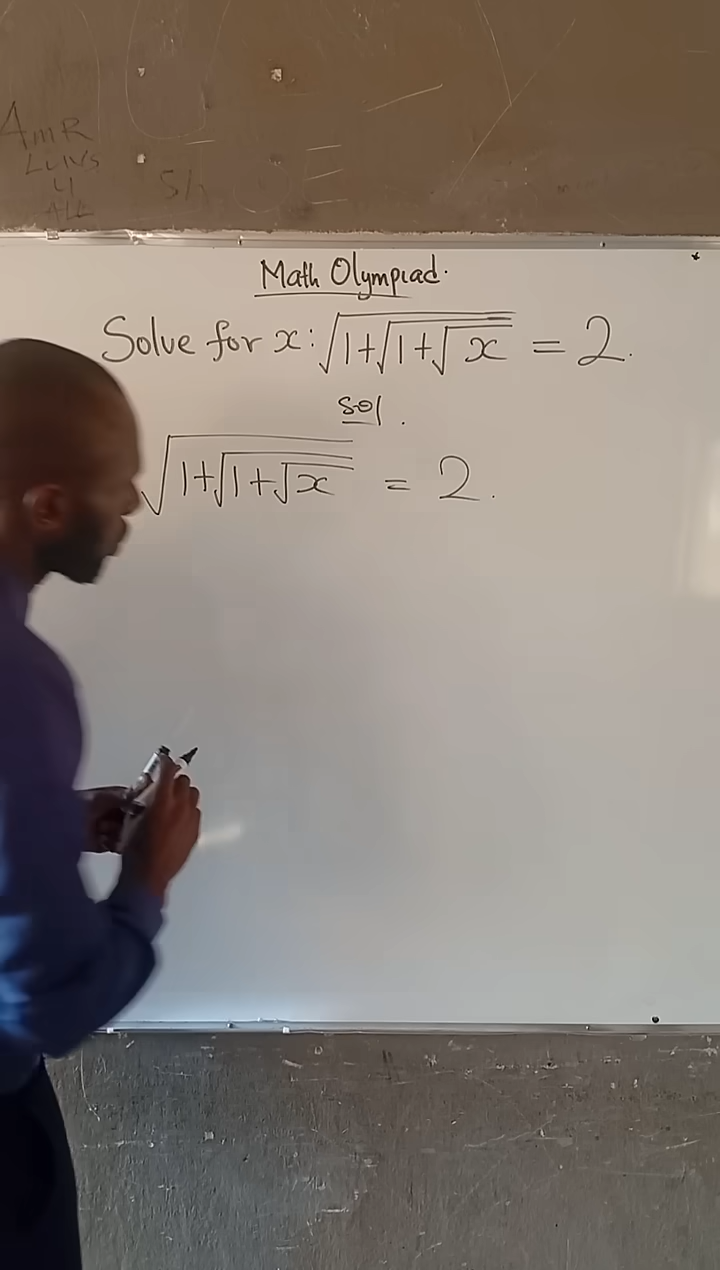 AmR
LUVS
U
ALL
Math Olympiad.
Solve for x: √(1+√(1+√x)) = 2.
sol.
√(1+√(1+√x)) = 2.